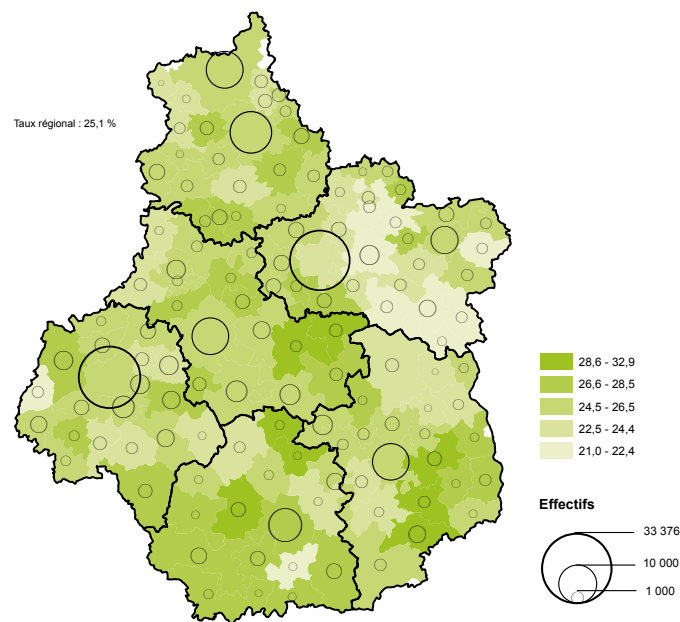 Taux régional : 25,1 %
28,6 - 32,9
26,6 - 28,5
24,5 - 26,5
22,5 - 24,4
21,0 - 22,4
Effectifs
33 376
10 000
1 000